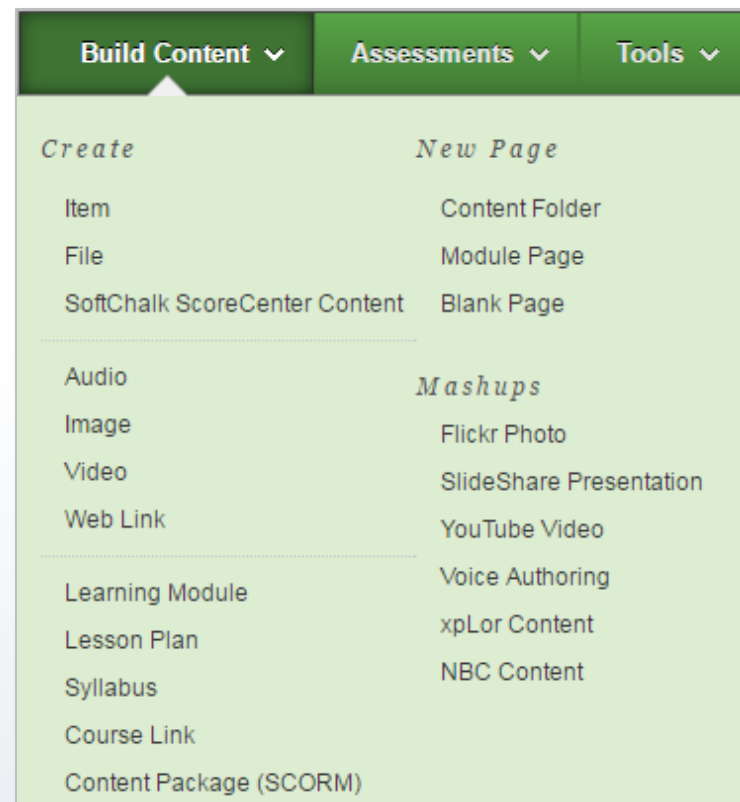 Build Content
Assessments
Tools
Create
Item
File
SoftChalk ScoreCenter Content
Audio
Image
Video
Web Link
Learning Module
Lesson Plan
Syllabus
Course Link
Content Package (SCORM)
New Page
Content Folder
Module Page
Blank Page
Mashups
Flickr Photo
SlideShare Presentation
YouTube Video
Voice Authoring
xpLor Content
NBC Content